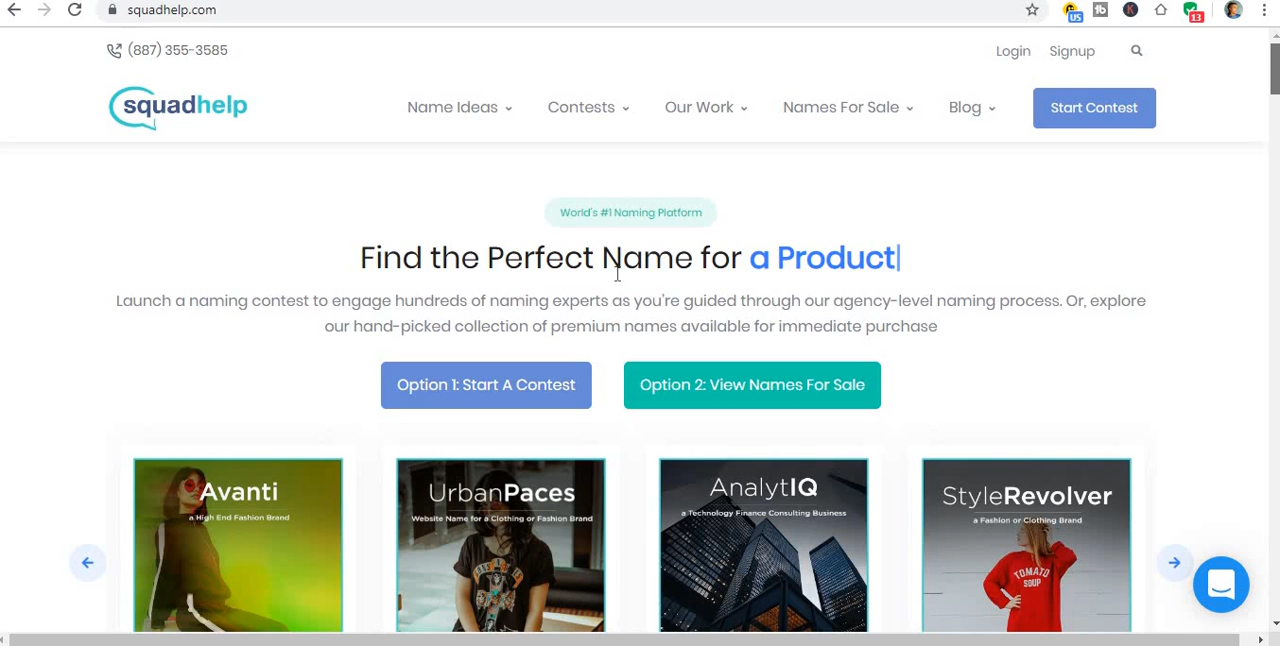 squadhelp.com
US
tb
K
13
(887) 355-3585
Login Signup
squadhelp
Name Ideas Contests Our Work Names For Sale Blog Start Contest
World's #1 Naming Platform
Find the Perfect Name for a Product
Launch a naming contest to engage hundreds of naming experts as you're guided through our agency-level naming process. Or, explore
our hand-picked collection of premium names available for immediate purchase
Option 1: Start A Contest Option 2: View Names For Sale
Avanti
a High End Fashion Brand
UrbanPaces
Website Name for a Clothing or Fashion Brand
AnalytIQ
a Technology Finance Consulting Business
StyleRevolver
a Fashion or Clothing Brand
TOMATO
SOUP